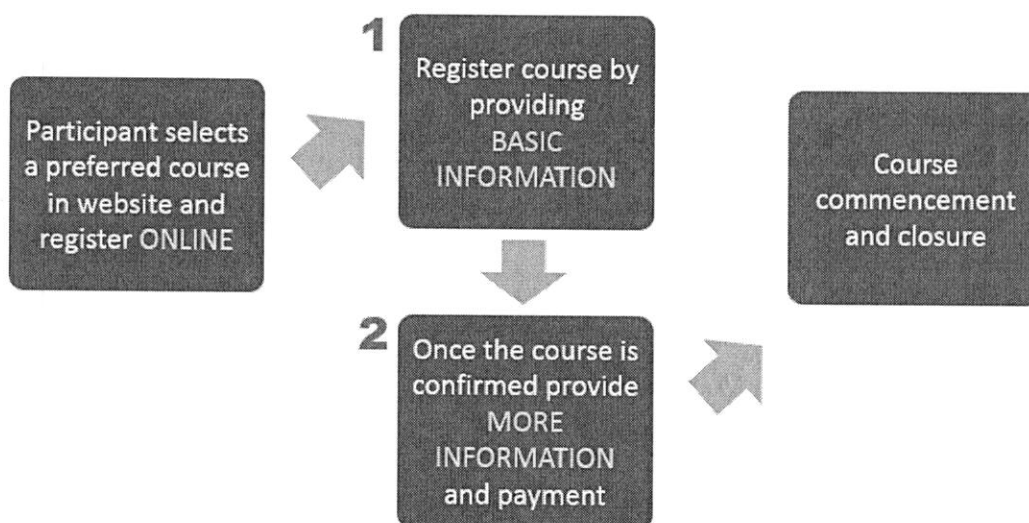 Participant selects
a preferred course
in website and
register ONLINE
1
Register course by
providing
BASIC
INFORMATION
2
Once the course is
confirmed provide
MORE
INFORMATION
and payment
Course
commencement
and closure